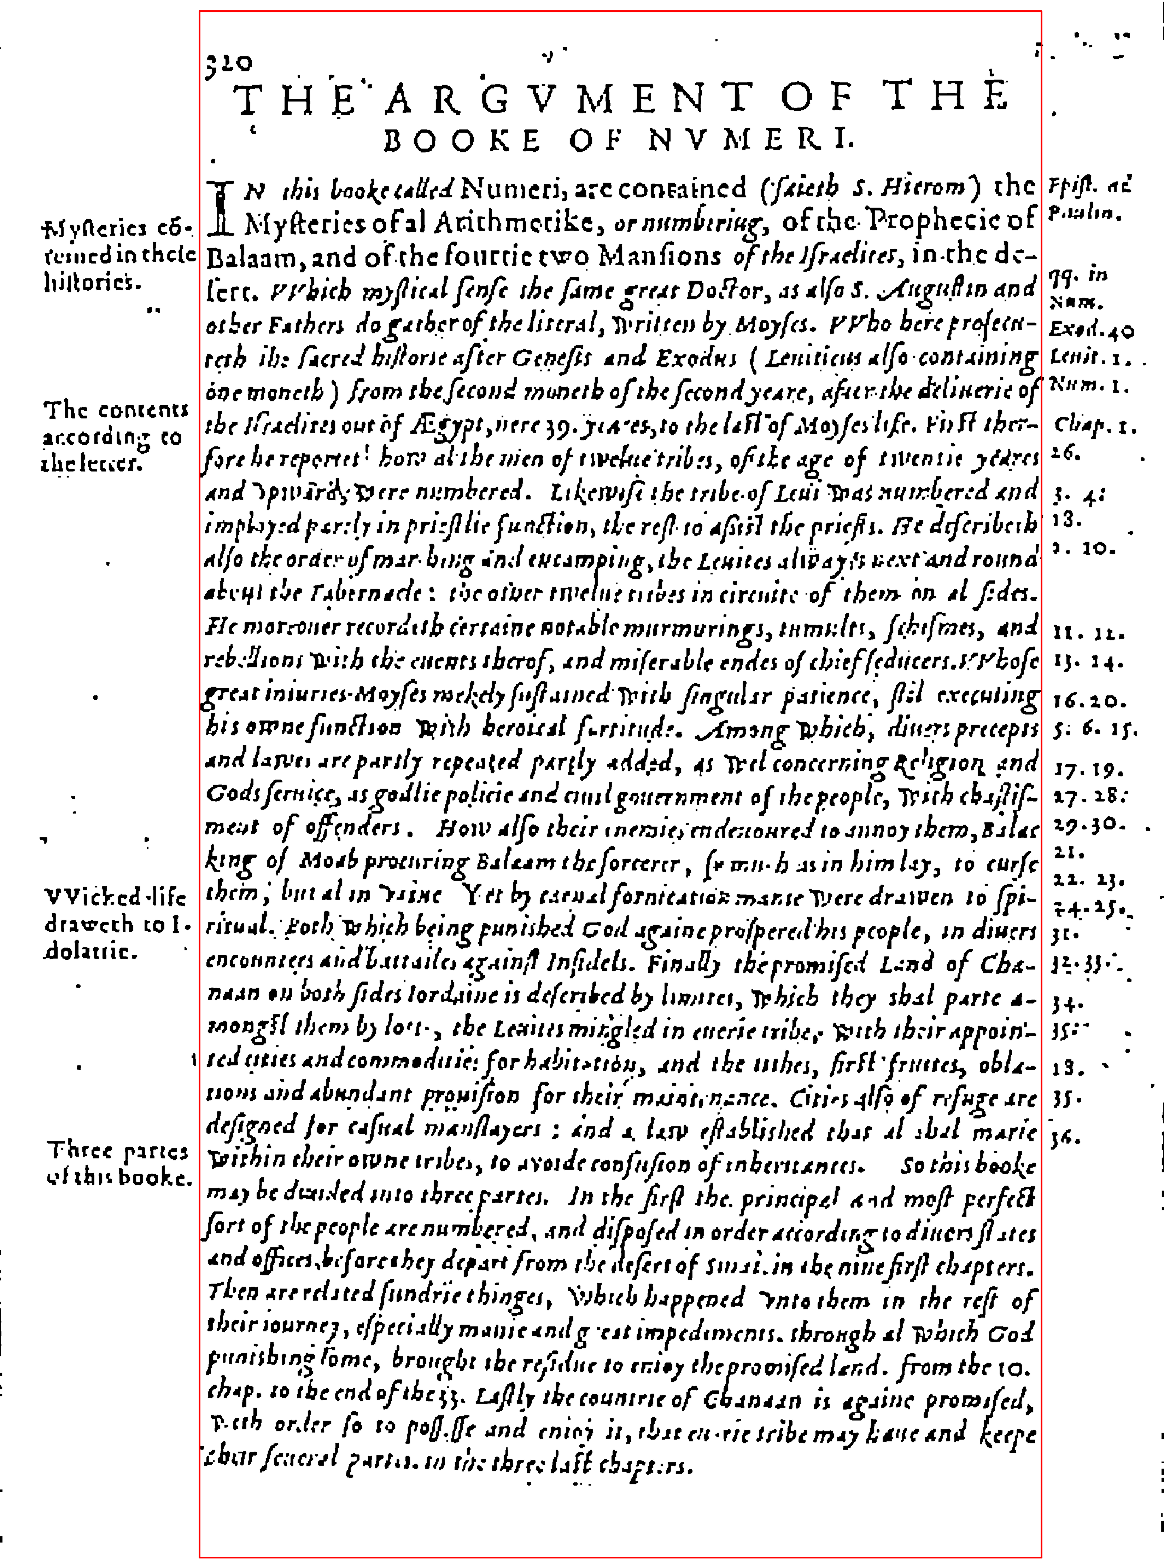 320
THE ARGVMENT OF THE
BOOKE OF NVMERI.
IN this booke called Numeri, are contained (saieth S. Hierom) the
Mysteries of al Arithmetike, or numbering, of the Prophecie of
Balaam, and of the fourtie two Mansions of the Israelites, in the de-
sert. VVhich mystical sense the same great Doctor, as also S. Augustin and
other Fathers do gather of the literal, written by Moyses. VVho here prosecu-
teth the sacred historie after Genesis and Exodus (Leuiticus also containing
one moneth) from the second moneth of the second yeare, after the deliuerie of
the Israelites out of Ægypt, nere 39. yeares, to the last of Moyses life. First ther-
fore he reporteth how al the men of twelue tribes, of the age of twentie yeares
and vpward, were numbered. Likewise the tribe of Leui was numbered and
imployed partly in priestlie function, the rest to assist the priests. He describeth
also the order of marching and encamping, the Leuites alwayes next and round
about the Tabernacle: the other twelue tribes in circuite of them on al sides.
He moreouer recordeth certaine notable murmurings, tumults, schismes, and
rebellions with the euents therof, and miserable endes of chief seducers. VVhose
great iniuries Moyses mekely sustained with singular patience, stil executing
his owne function with heroical fortitude. Among which, diuers precepts
and lawes are partly repeated partly added, as wel concerning Religion and
Gods seruice, as godlie policie and ciuil gouernment of the people, with chastis-
ment of offenders. How also their enemies endeuoured to annoy them, Balac
king of Moab procuring Balaam the sorcerer, so much as in him lay, to curse
them; but al in vaine Yet by carnal fornication manie were drawen to spi-
ritual. Both which being punished God againe prospered his people, in diuers
encounters and battailes against Infidels. Finally the promised Land of Cha-
naan on both sides Iordaine is described by limites, which they shal parte a-
mongst them by lotte, the Leuites mingled in euerie tribe, with their appoin-
ted cities and commodities for habitation, and the tithes, first fruites, obla-
tions and abundant prouision for their maintenance. Cities also of refuge are
designed for casual manslayers: and a law established that al shal marie
within their owne tribes, to avoide confusion of inheritances. So this booke
may be diuided into three partes. In the first the principal and most perfect
sort of the people are numbered, and disposed in order according to diuers states
and offices, before they depart from the desert of Sinai. in the nine first chapters.
Then are related sundrie thinges, which happened vnto them in the rest of
their iourney, especially manie and great impediments. through al which God
punishing some, brought the residue to enioy the promised land. from the 10.
chap. to the end of the 33. Lastly the countrie of Chanaan is againe promised,
with order so to possesse and enioy it, that euerie tribe may haue and keepe
their seueral partes. in the three last chapters.
Mysteries cō-
teined in these
histories.
The contents
according to
the letter.
VVicked life
draweth to I-
dolatrie.
Three partes
of this booke.
Epist. ad
Paulin.
qq. in
Num.
Exod. 40
Leuit. 1.
Num. 1.
Chap. 1.
26.
3. 4.
18.
2. 10.
11. 12.
13. 14.
16. 20.
5. 6. 15.
17. 19.
27. 28.
29. 30.
21.
22. 23.
24. 25.
31.
32. 33.
34.
35.
18.
35.
36.